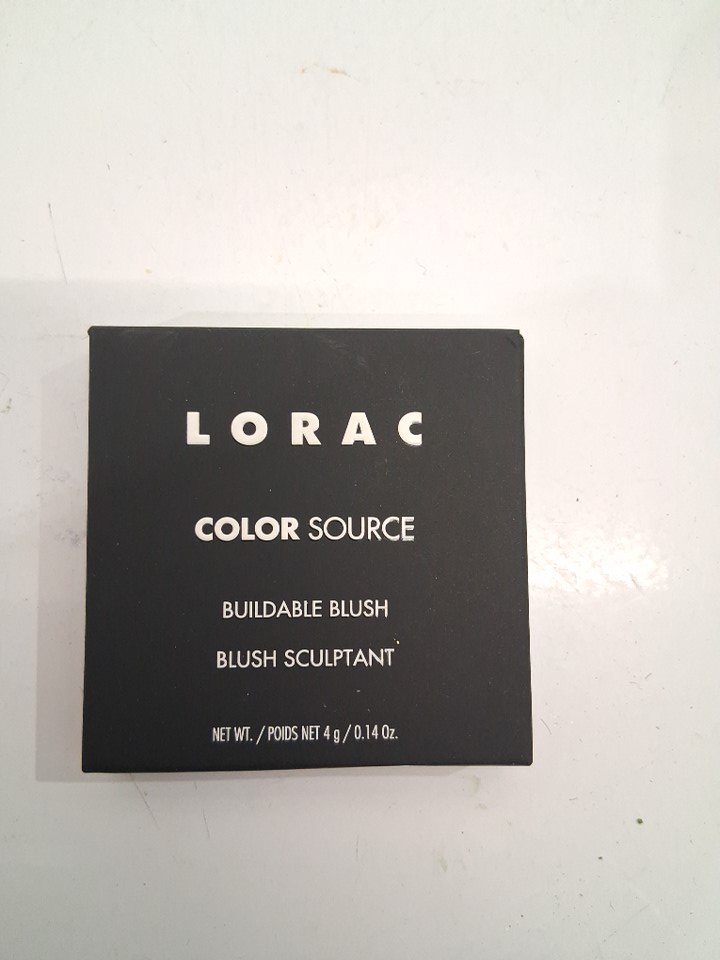 LORAC
COLOR SOURCE
BUILDABLE BLUSH
BLUSH SCULPTANT
NET WT. / POIDS NET 4 g / 0.14 Oz.